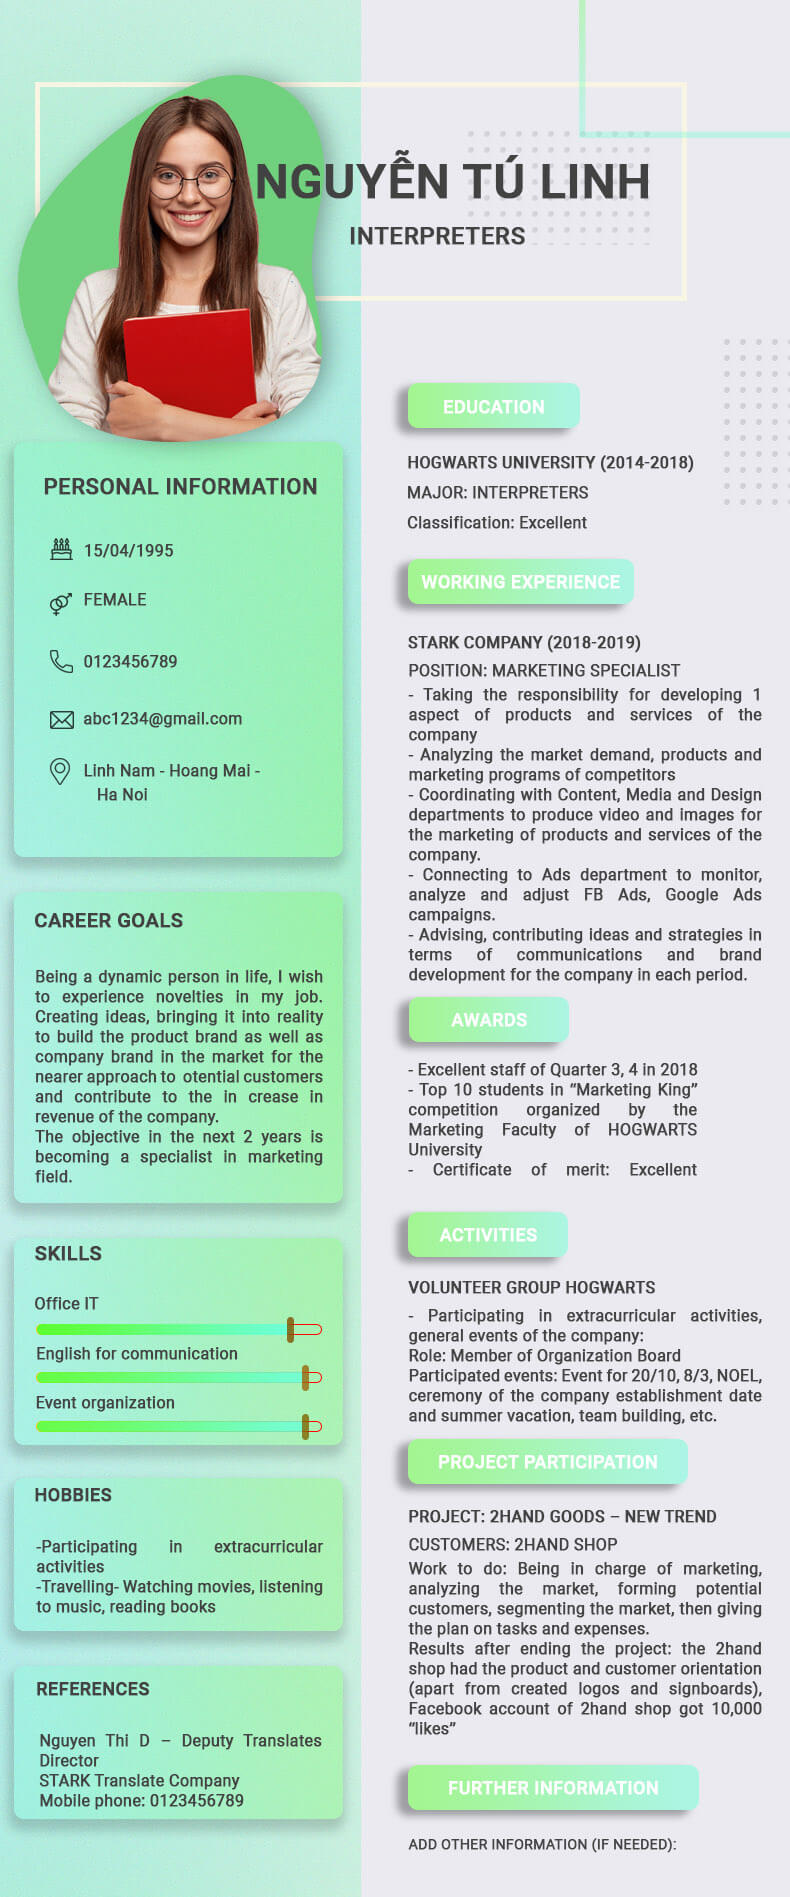 NGUYỄN TÚ LINH
INTERPRETERS
PERSONAL INFORMATION
15/04/1995
FEMALE
0123456789
abc1234@gmail.com
Linh Nam - Hoang Mai -
Ha Noi
CAREER GOALS
Being a dynamic person in life, I wish
to experience novelties in my job.
Creating ideas, bringing it into reality
to build the product brand as well as
company brand in the market for the
nearer approach to otential customers
and contribute to the in crease in
revenue of the company.
The objective in the next 2 years is
becoming a specialist in marketing
field.
SKILLS
Office IT
English for communication
Event organization
HOBBIES
-Participating in extracurricular
activities
-Travelling- Watching movies, listening
to music, reading books
REFERENCES
Nguyen Thi D – Deputy Translates
Director
STARK Translate Company
Mobile phone: 0123456789
EDUCATION
HOGWARTS UNIVERSITY (2014-2018)
MAJOR: INTERPRETERS
Classification: Excellent
WORKING EXPERIENCE
STARK COMPANY (2018-2019)
POSITION: MARKETING SPECIALIST
- Taking the responsibility for developing 1
aspect of products and services of the
company
- Analyzing the market demand, products and
marketing programs of competitors
- Coordinating with Content, Media and Design
departments to produce video and images for
the marketing of products and services of the
company.
- Connecting to Ads department to monitor,
analyze and adjust FB Ads, Google Ads
campaigns.
- Advising, contributing ideas and strategies in
terms of communications and brand
development for the company in each period.
AWARDS
- Excellent staff of Quarter 3, 4 in 2018
- Top 10 students in “Marketing King”
competition organized by the
Marketing Faculty of HOGWARTS
University
- Certificate of merit: Excellent
ACTIVITIES
VOLUNTEER GROUP HOGWARTS
- Participating in extracurricular activities,
general events of the company:
Role: Member of Organization Board
Participated events: Event for 20/10, 8/3, NOEL,
ceremony of the company establishment date
and summer vacation, team building, etc.
PROJECT PARTICIPATION
PROJECT: 2HAND GOODS – NEW TREND
CUSTOMERS: 2HAND SHOP
Work to do: Being in charge of marketing,
analyzing the market, forming potential
customers, segmenting the market, then giving
the plan on tasks and expenses.
Results after ending the project: the 2hand
shop had the product and customer orientation
(apart from created logos and signboards),
Facebook account of 2hand shop got 10,000
“likes”
FURTHER INFORMATION
ADD OTHER INFORMATION (IF NEEDED):